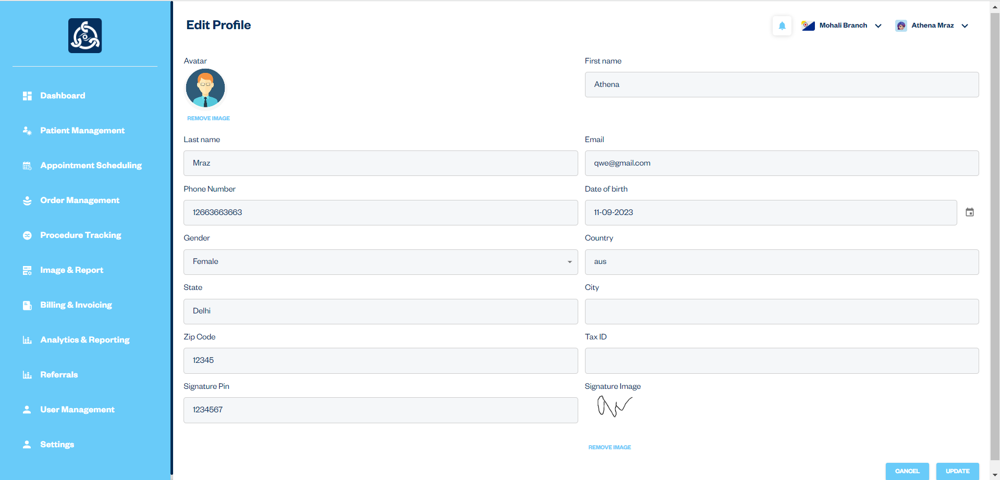 Edit Profile
Mohali Branch
Athena Mraz
Dashboard
Patient Management
Appointment Scheduling
Order Management
Procedure Tracking
Image & Report
Billing & Invoicing
Analytics & Reporting
Referrals
User Management
Settings
Avatar
REMOVE IMAGE
First name
Athena
Last name
Mraz
Email
qwe@gmail.com
Phone Number
12663663663
Date of birth
11-09-2023
Gender
Female
Country
aus
State
Delhi
City
Zip Code
12345
Tax ID
Signature Pin
1234567
Signature Image
REMOVE IMAGE
CANCEL
UPDATE